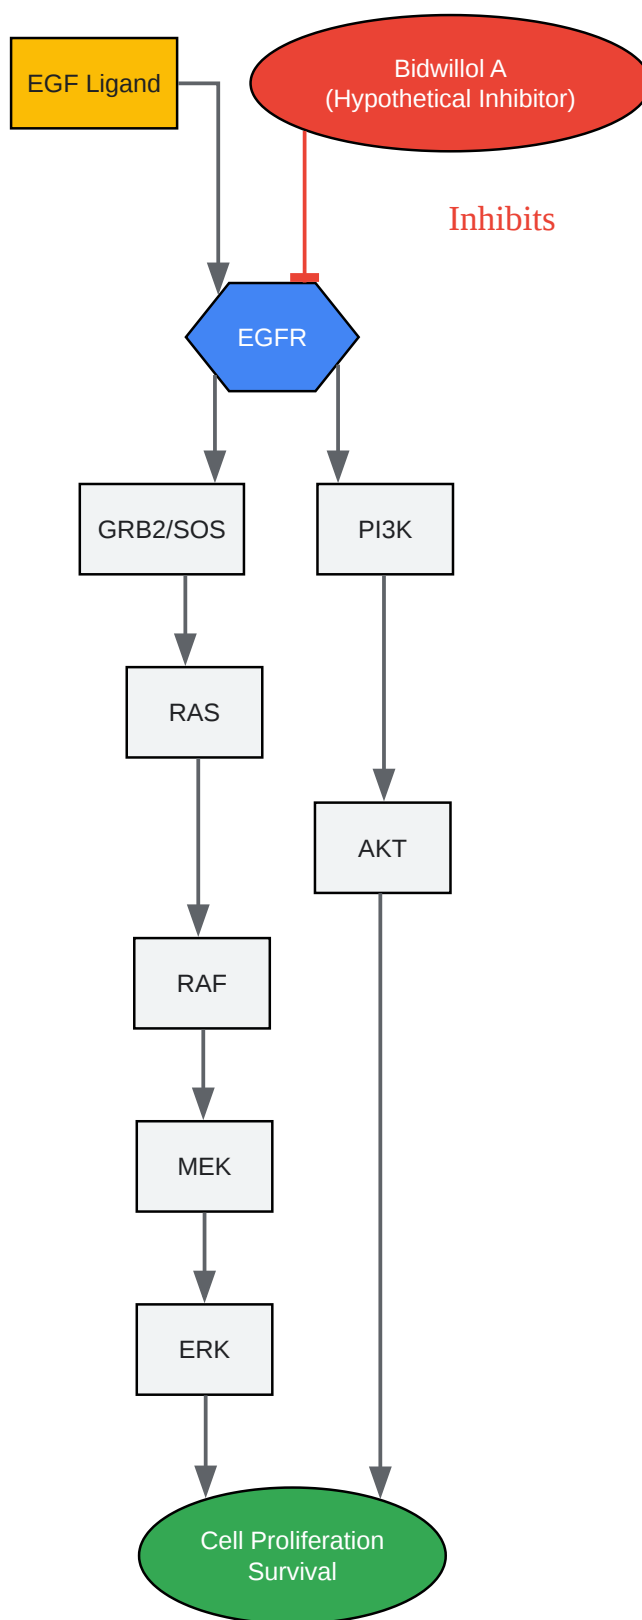 EGF Ligand
Bidwillol A
(Hypothetical Inhibitor)
Inhibits
EGFR
GRB2/SOS
PI3K
RAS
AKT
RAF
MEK
ERK
Cell Proliferation
Survival